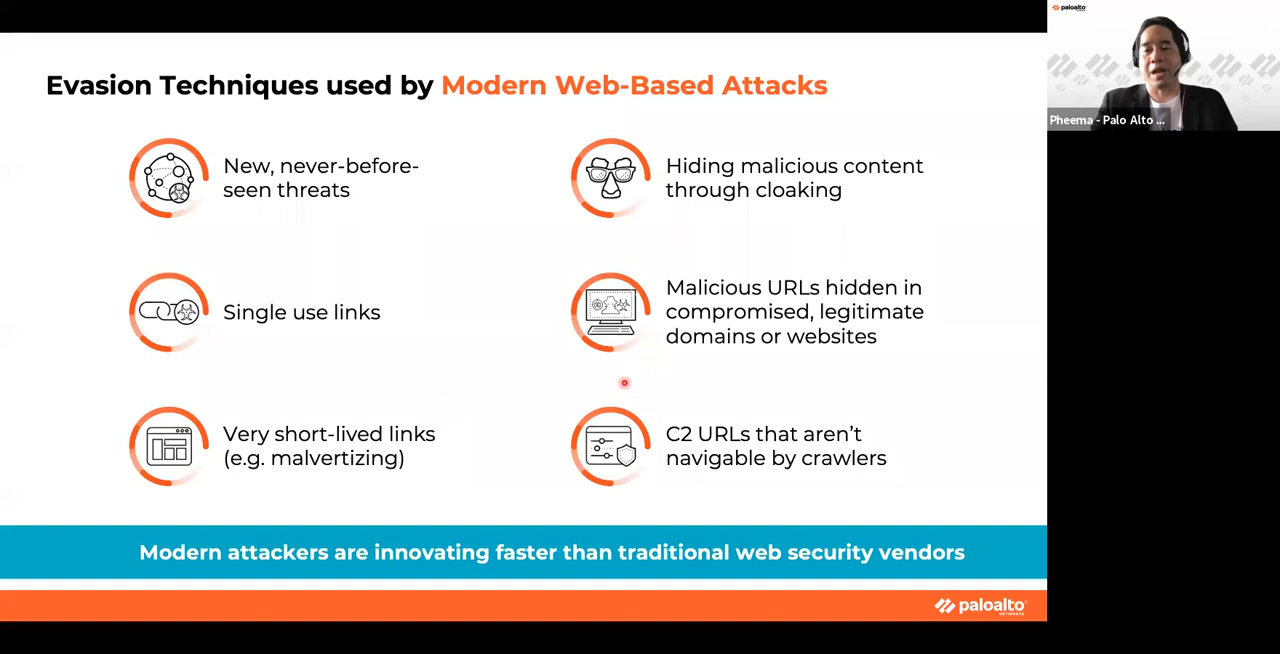 Evasion Techniques used by Modern Web-Based Attacks
New, never-before-
seen threats
Hiding malicious content
through cloaking
Single use links
Malicious URLs hidden in
compromised, legitimate
domains or websites
Very short-lived links
(e.g. malvertizing)
C2 URLs that aren't
navigable by crawlers
Modern attackers are innovating faster than traditional web security vendors
paloalto
NETWORKS
paloalto
Pheema - Palo Alto ...